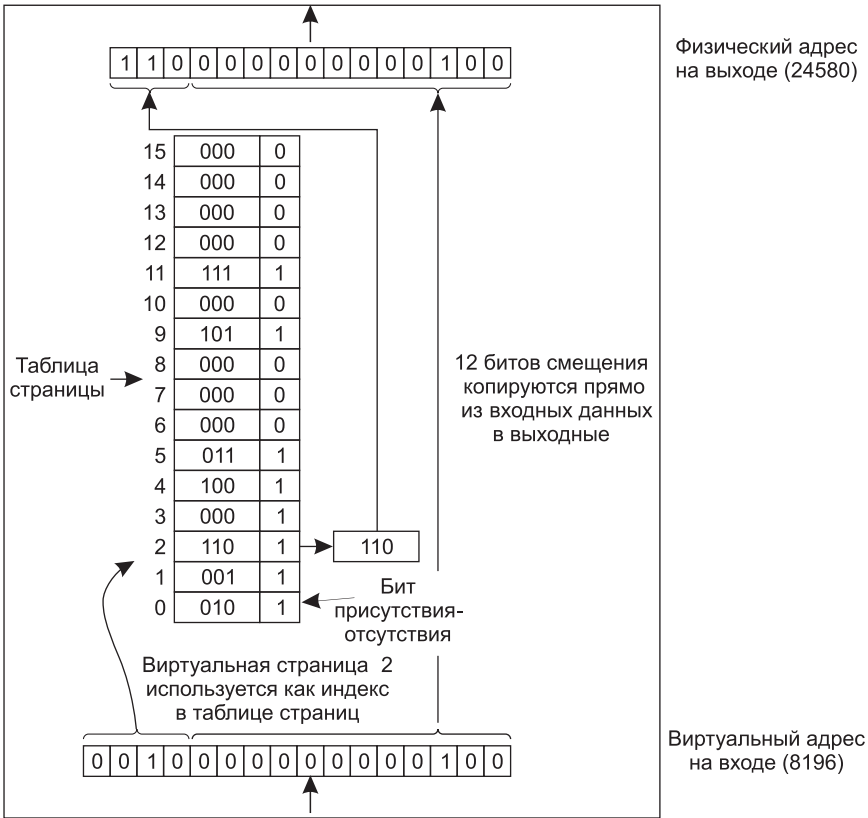 1 1 0 0 0 0 0 0 0 0 0 0 1 0 0
Физический адрес
на выходе (24580)
15 000 0
14 000 0
13 000 0
12 000 0
11 111 1
10 000 0
9 101 1
8 000 0
7 000 0
6 000 0
5 011 1
4 100 1
3 000 1
2 110 1 110
1 001 1
0 010 1
Таблица
страницы
12 битов смещения
копируются прямо
из входных данных
в выходные
Бит
присутствия-
отсутствия
Виртуальная страница 2
используется как индекс
в таблице страниц
0 0 1 0 0 0 0 0 0 0 0 0 0 1 0 0
Виртуальный адрес
на входе (8196)